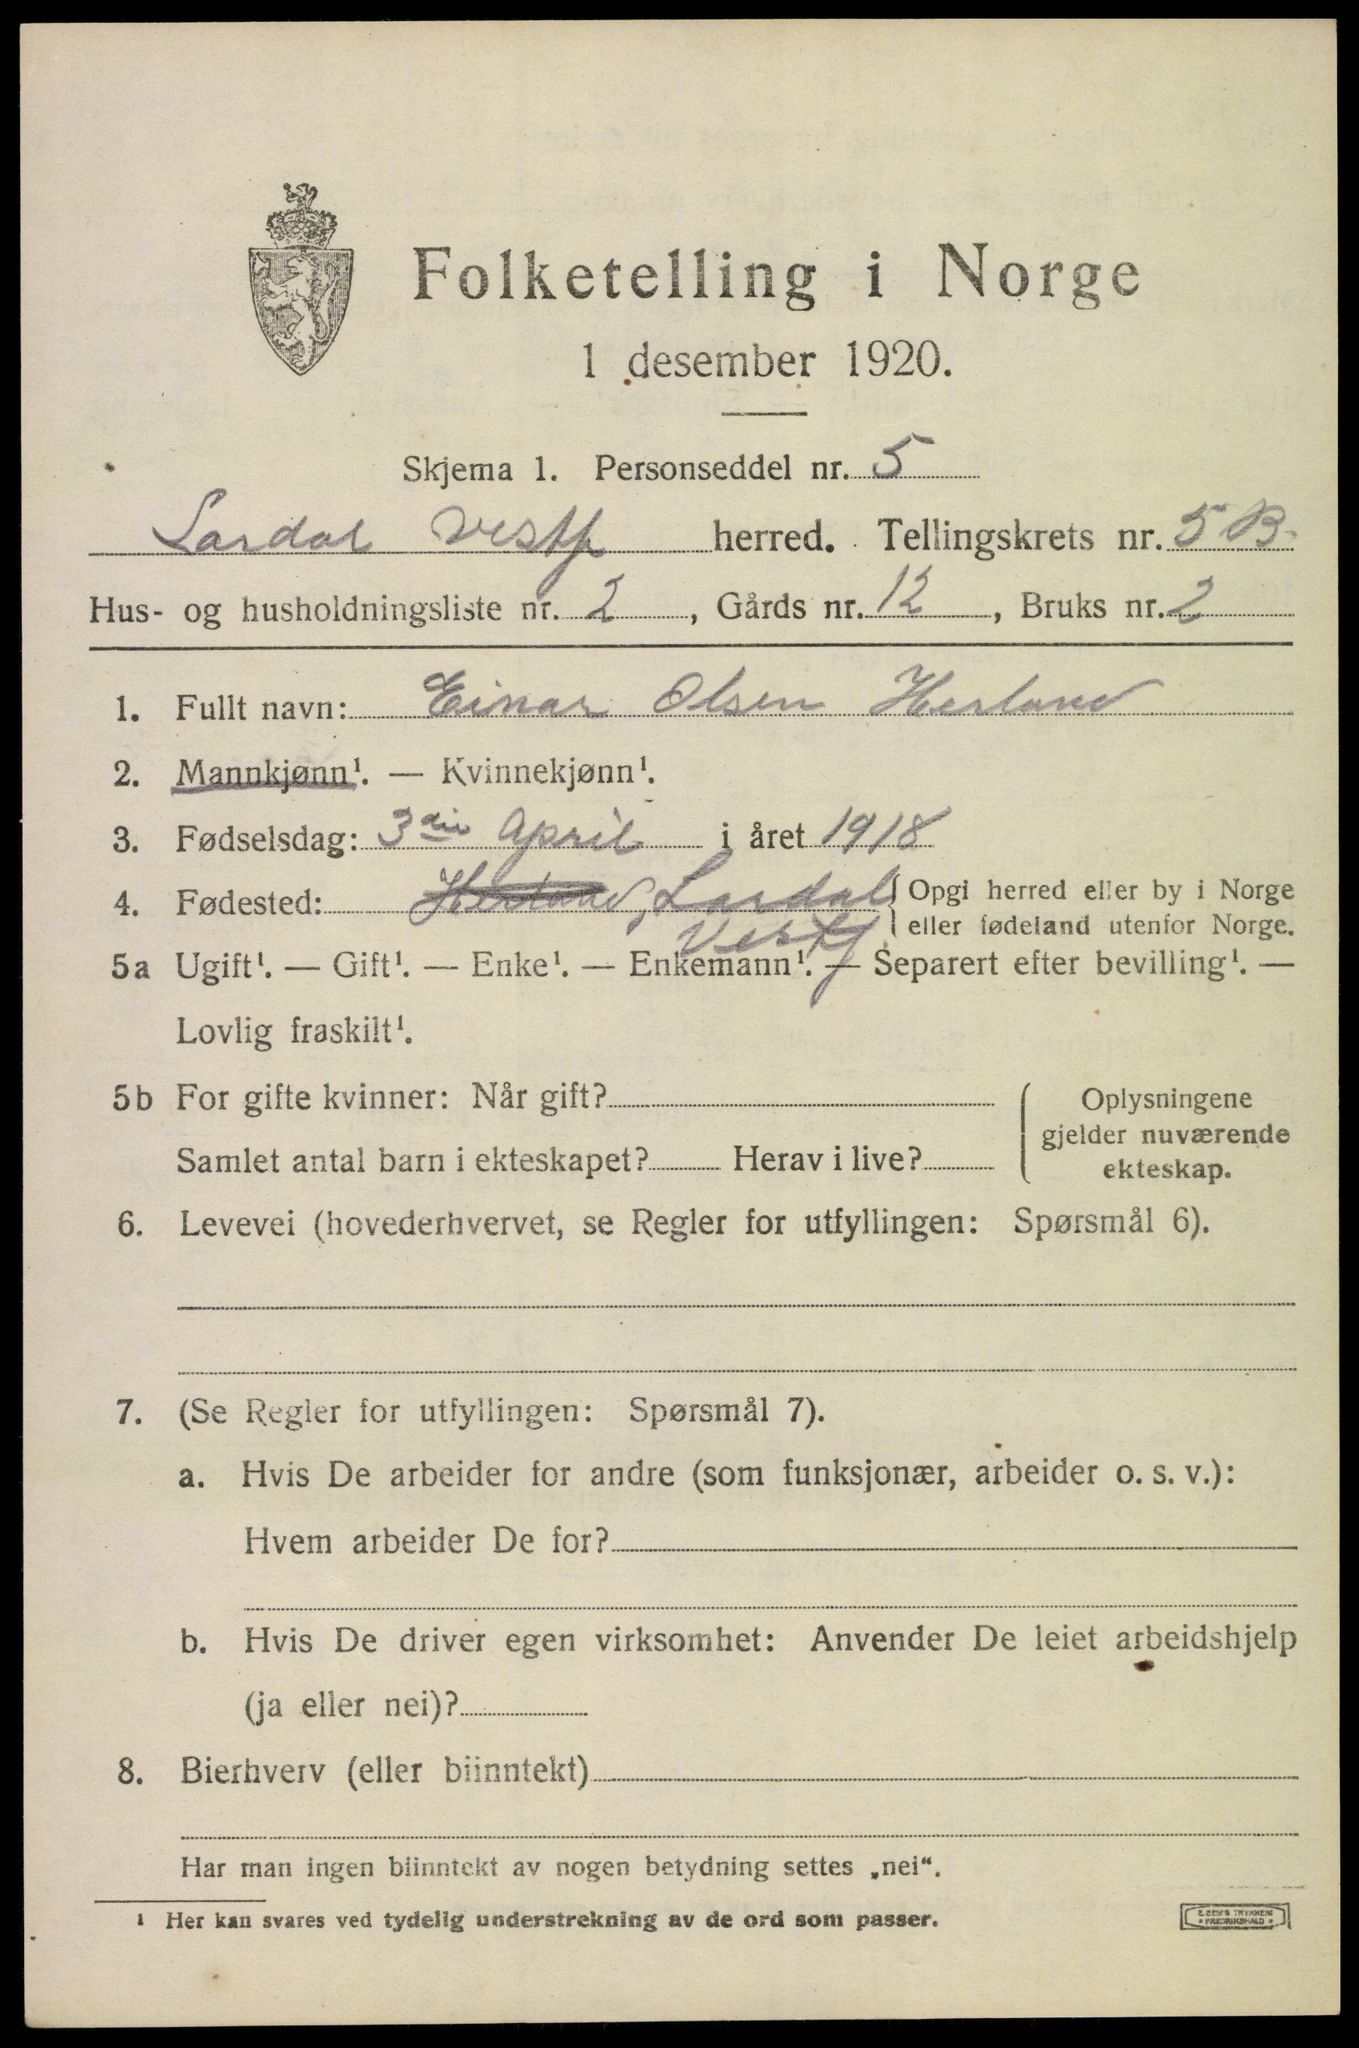 Folketelling i Norge
1 desember 1920.
Skjema 1. Personseddel nr. 5
Lardal Vestf herred. Tellingskrets nr. 5 B.
Hus- og husholdningsliste nr. 2, Gårds nr. 12, Bruks nr. 2
1. Fullt navn: Einar Olsen Herland
2. Mannkjønn¹. — Kvinnekjønn¹.
3. Fødselsdag: 3die April i året 1918
4. Fødested: Herland, Lardal Vestf. { Opgi herred eller by i Norge
eller fødeland utenfor Norge.
5a Ugift¹. — Gift¹. — Enke¹. — Enkemann¹. — Separert efter bevilling¹. —
Lovlig fraskilt¹.
5b For gifte kvinner: Når gift?
Samlet antal barn i ekteskapet? Herav i live?
Oplysningene
gjelder nuværende
ekteskap.
6. Levevei (hovederhvervet, se Regler for utfyllingen: Spørsmål 6).
7. (Se Regler for utfyllingen: Spørsmål 7).
a. Hvis De arbeider for andre (som funksjonær, arbeider o. s. v.):
Hvem arbeider De for?
b. Hvis De driver egen virksomhet: Anvender De leiet arbeidshjelp
(ja eller nei)?
8. Bierhverv (eller biinntekt)
Har man ingen biinntekt av nogen betydning settes „nei“.
¹ Her kan svares ved tydelig understrekning av de ord som passer.
E. SEM'S TRYKKERI
FREDRIKSHALD